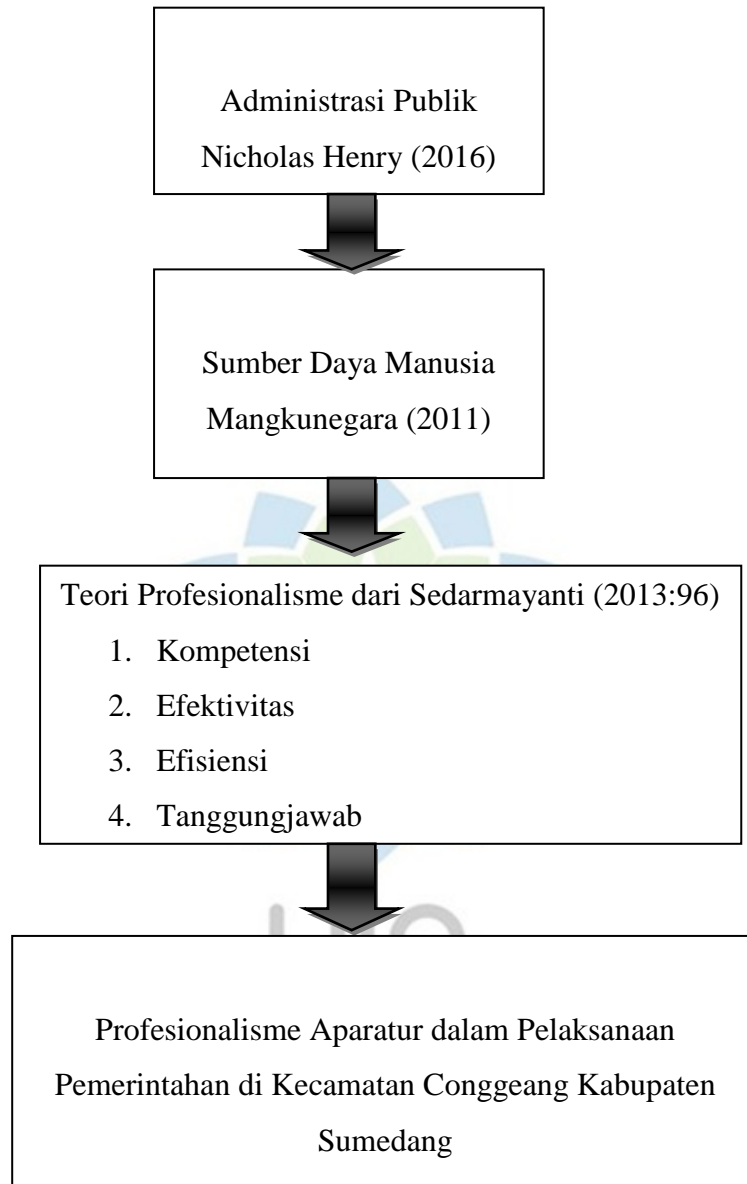 Administrasi Publik
Nicholas Henry (2016)
Sumber Daya Manusia
Mangkunegara (2011)
Teori Profesionalisme dari Sedarmayanti (2013:96)
1. Kompetensi
2. Efektivitas
3. Efisiensi
4. Tanggungjawab
Profesionalisme Aparatur dalam Pelaksanaan
Pemerintahan di Kecamatan Conggeang Kabupaten
Sumedang